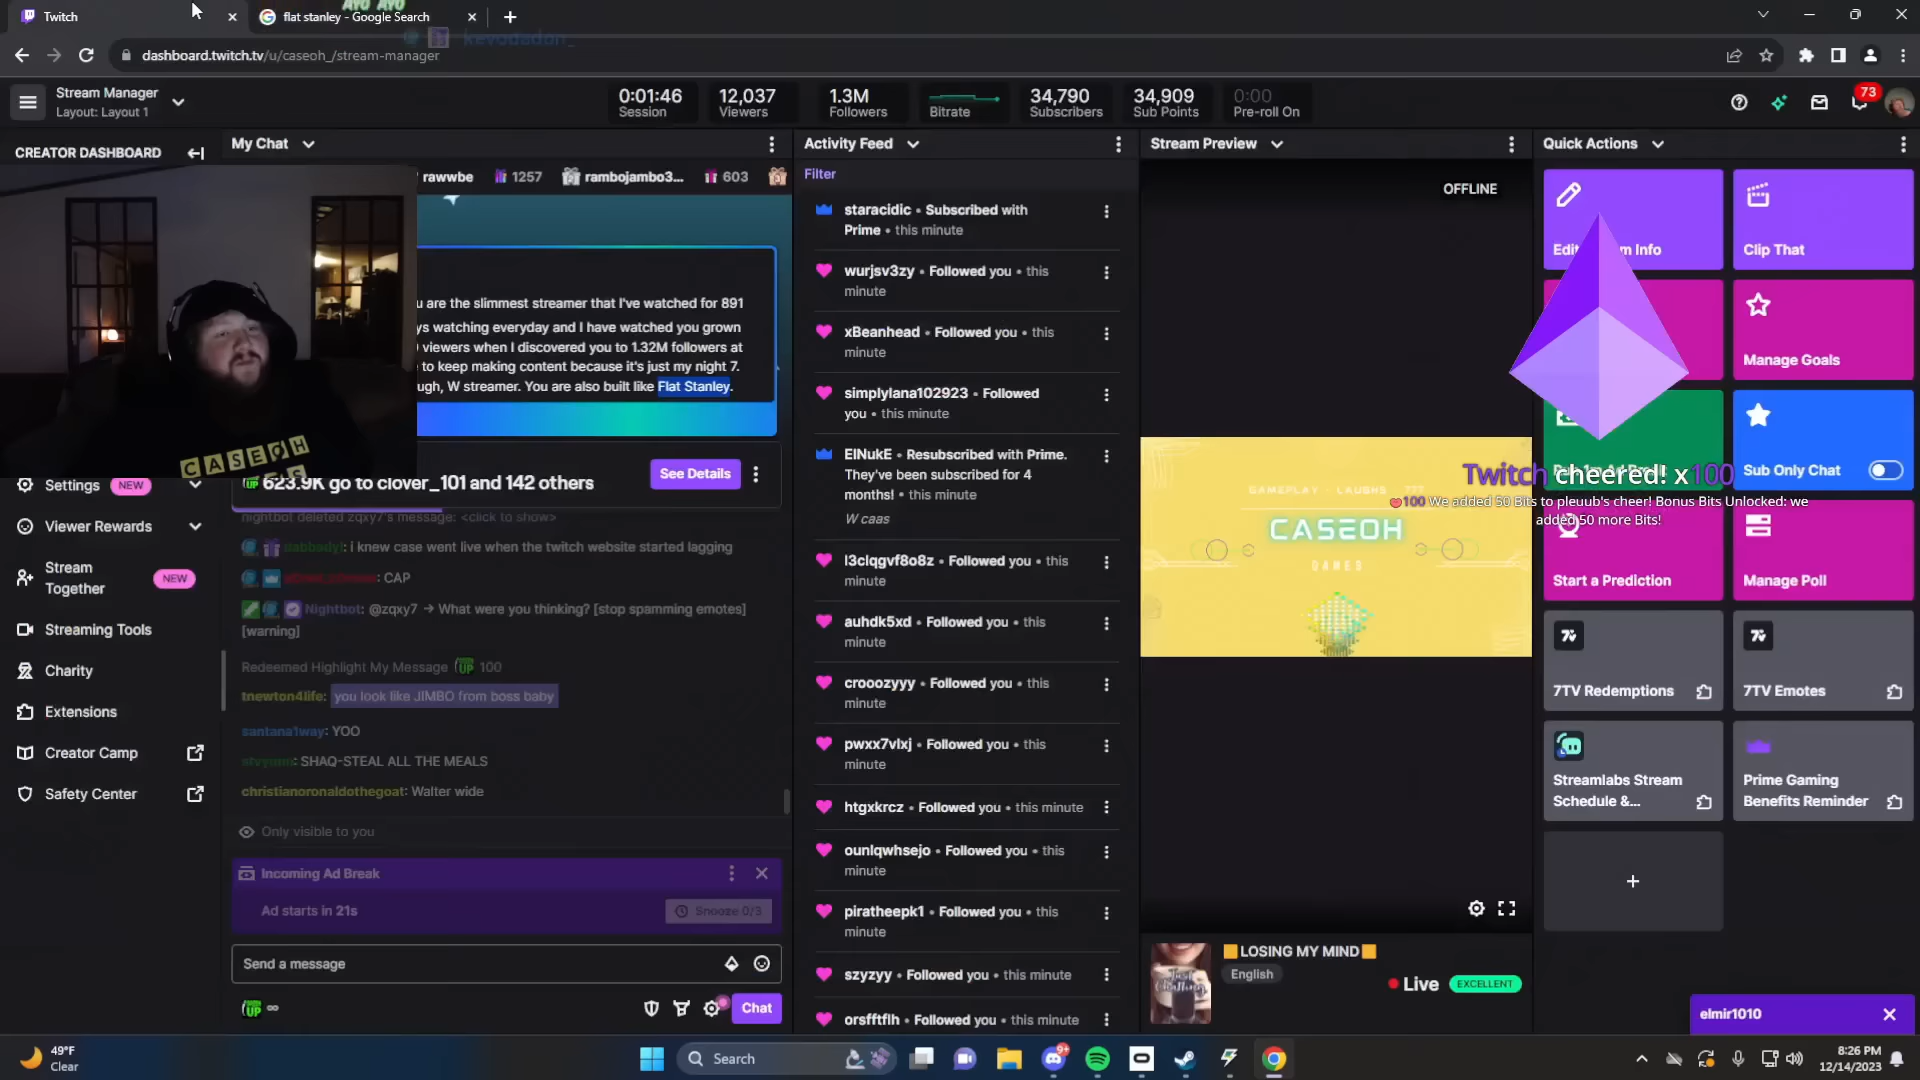 Twitch
flat stanley - Google Search
AYO AYO
kevodadon_
dashboard.twitch.tv/u/caseoh_/stream-manager
Stream Manager
Layout: Layout 1
0:01:46
Session
12,037
Viewers
1.3M
Followers
Bitrate
34,790
Subscribers
34,909
Sub Points
0:00
Pre-roll On
73
CREATOR DASHBOARD
Settings NEW
Viewer Rewards
Stream
Together
NEW
Streaming Tools
Charity
Extensions
Creator Camp
Safety Center
CASEOH
My Chat
rawwbe 1257 rambojambo3... 603
u are the slimmest streamer that I've watched for 891
ys watching everyday and I have watched you grown
viewers when I discovered you to 1.32M followers at
to keep making content because it's just my night 7.
ugh, W streamer. You are also built like Flat Stanley.
623.9K go to clover_101 and 142 others
See Details
nightbot deleted zqxy7's message: <click to show>
i knew case went live when the twitch website started lagging
: CAP
Nightbot: @zqxy7 → What were you thinking? [stop spamming emotes]
[warning]
Redeemed Highlight My Message UP 100
tnewton4life: you look like JIMBO from boss baby
santana1way: YOO
: SHAQ-STEAL ALL THE MEALS
christianoronaldothegoat: Walter wide
Only visible to you
Incoming Ad Break
Ad starts in 21s
Snooze 0/3
Send a message
UP ∞
Chat
Activity Feed
Filter
staracidic • Subscribed with
Prime • this minute
wurjsv3zy • Followed you • this
minute
xBeanhead • Followed you • this
minute
simplylana102923 • Followed
you • this minute
ElNukE • Resubscribed with Prime.
They've been subscribed for 4
months! • this minute
W caas
l3clqgvf8o8z • Followed you • this
minute
auhdk5xd • Followed you • this
minute
crooozyyy • Followed you • this
minute
pwxx7vlxj • Followed you • this
minute
htgxkrcz • Followed you • this minute
ounlqwhsejo • Followed you • this
minute
piratheepk1 • Followed you • this
minute
szyzyy • Followed you • this minute
orsfftflh • Followed you • this minute
Stream Preview
OFFLINE
GAMEPLAY - LAUGHS - ???
CASEOH
GAMES
LOSING MY MIND
English
Live EXCELLENT
Quick Actions
Clip That
Manage Goals
Sub Only Chat
Twitch cheered! x100
100 We added 50 Bits to pleuub's cheer! Bonus Bits Unlocked: we
added 50 more Bits!
Start a Prediction
Manage Poll
7TV Redemptions
7TV Emotes
Streamlabs Stream
Schedule &...
Prime Gaming
Benefits Reminder
+
elmir1010
49°F
Clear
Search
9+
8:26 PM
12/14/2023